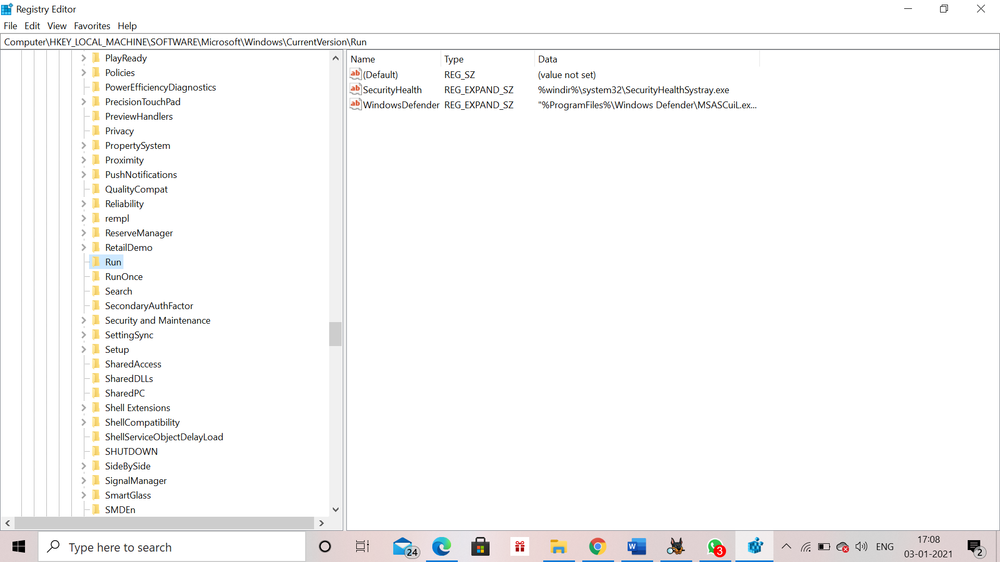 Registry Editor
File Edit View Favorites Help
Computer\HKEY_LOCAL_MACHINE\SOFTWARE\Microsoft\Windows\CurrentVersion\Run
PlayReady
Policies
PowerEfficiencyDiagnostics
PrecisionTouchPad
PreviewHandlers
Privacy
PropertySystem
Proximity
PushNotifications
QualityCompat
Reliability
rempl
ReserveManager
RetailDemo
Run
RunOnce
Search
SecondaryAuthFactor
Security and Maintenance
SettingSync
Setup
SharedAccess
SharedDLLs
SharedPC
Shell Extensions
ShellCompatibility
ShellServiceObjectDelayLoad
SHUTDOWN
SideBySide
SignalManager
SmartGlass
SMDEn
Name Type Data
ab (Default) REG_SZ (value not set)
ab SecurityHealth REG_EXPAND_SZ %windir%\system32\SecurityHealthSystray.exe
ab WindowsDefender REG_EXPAND_SZ "%ProgramFiles%\Windows Defender\MSASCuiL.ex...
Type here to search
24
W
3
ENG
17:08
03-01-2021
2